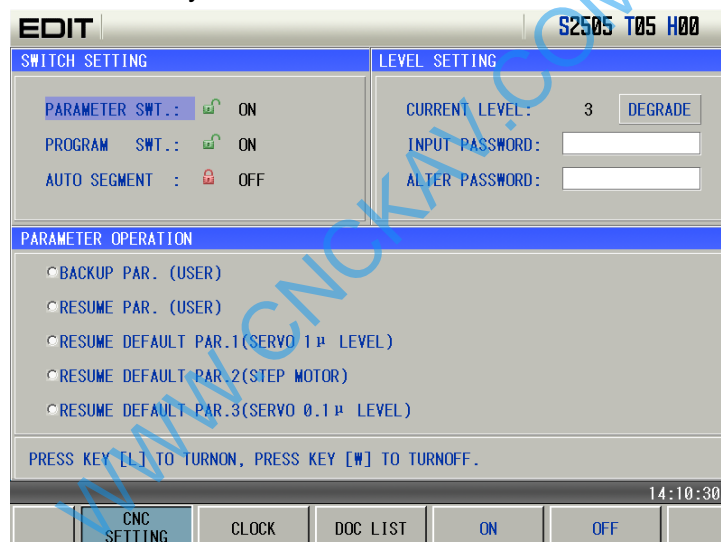 EDIT S2505 T05 H00
SWITCH SETTING LEVEL SETTING
PARAMETER SWT.: ON CURRENT LEVEL: 3 DEGRADE
PROGRAM SWT.: ON INPUT PASSWORD:
AUTO SEGMENT : OFF ALTER PASSWORD:
PARAMETER OPERATION
BACKUP PAR. (USER)
RESUME PAR. (USER)
RESUME DEFAULT PAR.1(SERVO 1μ LEVEL)
RESUME DEFAULT PAR.2(STEP MOTOR)
RESUME DEFAULT PAR.3(SERVO 0.1μ LEVEL)
PRESS KEY [L] TO TURNON, PRESS KEY [W] TO TURNOFF.
14:10:30
CNC SETTING CLOCK DOC LIST ON OFF
WWW.CNCKAV.COM